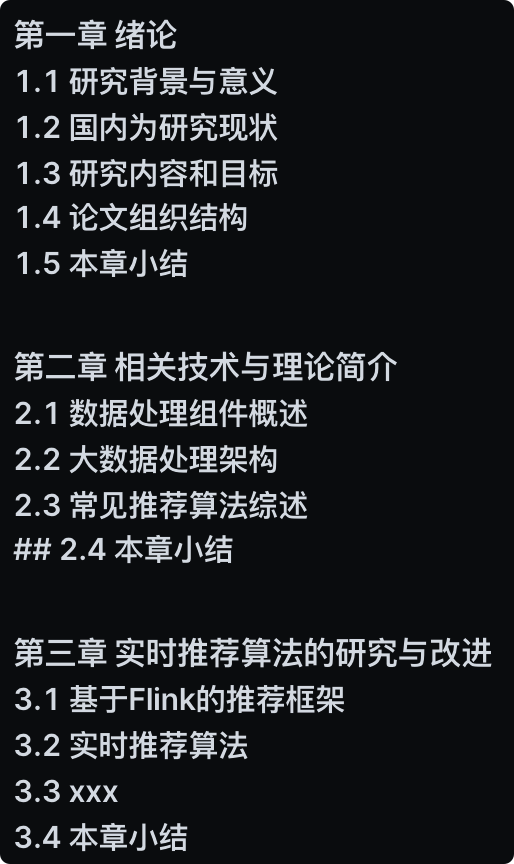 第一章 绪论
1.1 研究背景与意义
1.2 国内为研究现状
1.3 研究内容和目标
1.4 论文组织结构
1.5 本章小结
第二章 相关技术与理论简介
2.1 数据处理组件概述
2.2 大数据处理架构
2.3 常见推荐算法综述
## 2.4 本章小结
第三章 实时推荐算法的研究与改进
3.1 基于Flink的推荐框架
3.2 实时推荐算法
3.3 xxx
3.4 本章小结